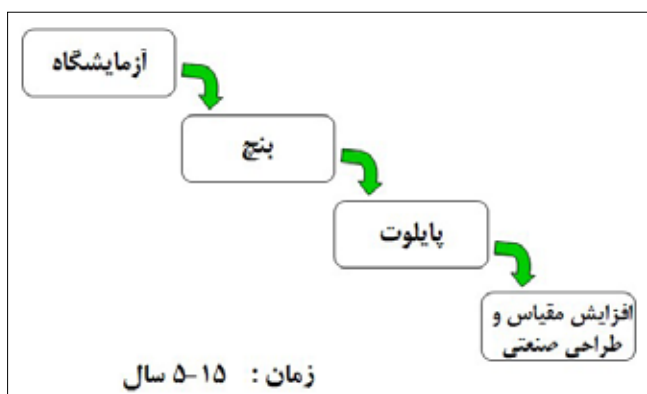 آزمایشگاه
بنچ
پایلوت
افزایش مقیاس و
طراحی صنعتی
زمان : ۱۵-۵ سال